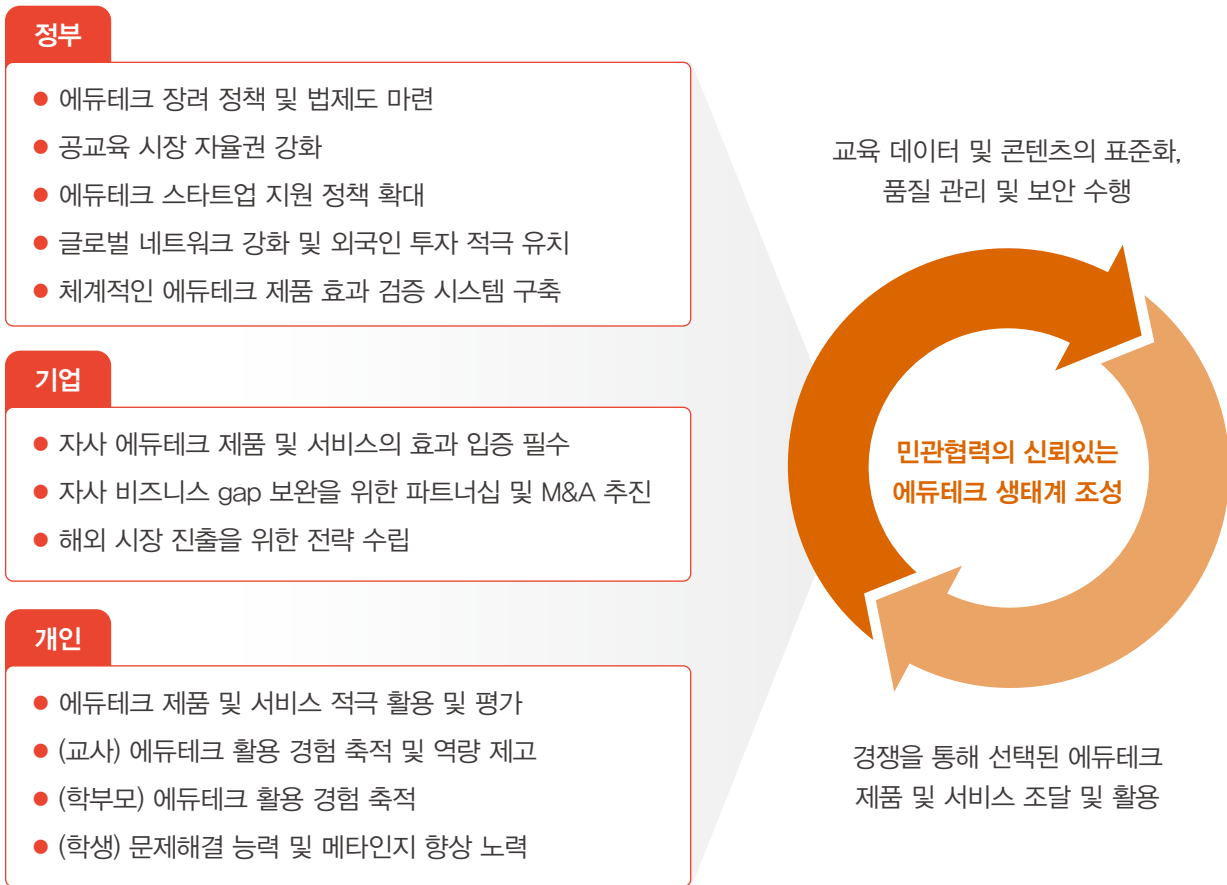 정부
에듀테크 장려 정책 및 법제도 마련
공교육 시장 자율권 강화
에듀테크 스타트업 지원 정책 확대
글로벌 네트워크 강화 및 외국인 투자 적극 유치
체계적인 에듀테크 제품 효과 검증 시스템 구축
기업
자사 에듀테크 제품 및 서비스의 효과 입증 필수
자사 비즈니스 gap 보완을 위한 파트너십 및 M&A 추진
해외 시장 진출을 위한 전략 수립
개인
에듀테크 제품 및 서비스 적극 활용 및 평가
(교사) 에듀테크 활용 경험 축적 및 역량 제고
(학부모) 에듀테크 활용 경험 축적
(학생) 문제해결 능력 및 메타인지 향상 노력
교육 데이터 및 콘텐츠의 표준화,
품질 관리 및 보안 수행
민관협력의 신뢰있는
에듀테크 생태계 조성
경쟁을 통해 선택된 에듀테크
제품 및 서비스 조달 및 활용